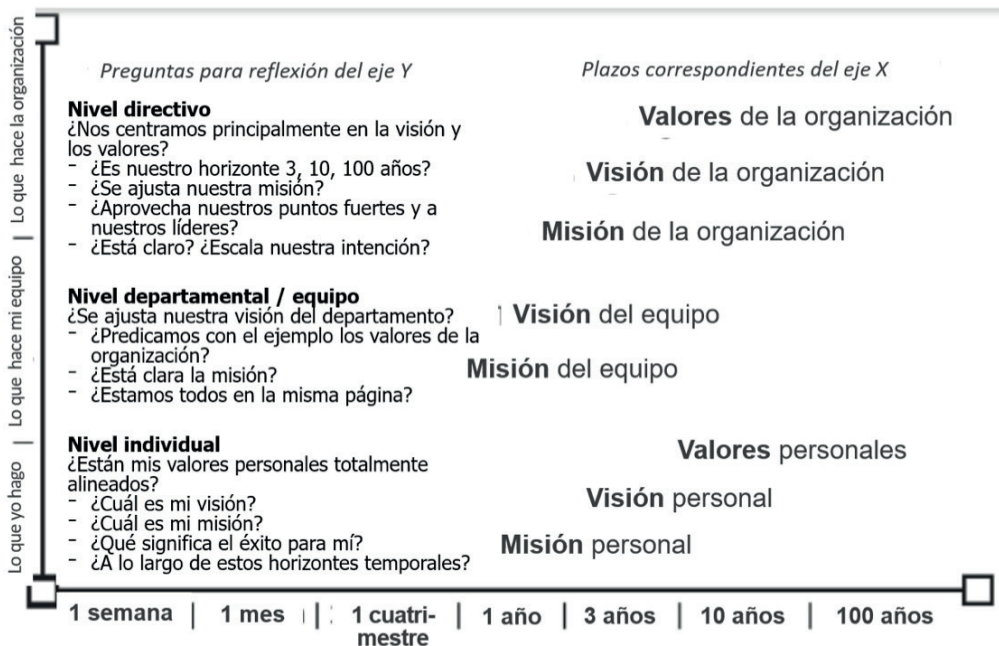 Lo que yo hago | Lo que hace mi equipo | Lo que hace la organización
Preguntas para reflexión del eje Y
Plazos correspondientes del eje X
Nivel directivo
¿Nos centramos principalmente en la visión y
los valores?
- ¿Es nuestro horizonte 3, 10, 100 años?
- ¿Se ajusta nuestra misión?
- ¿Aprovecha nuestros puntos fuertes y a
nuestros líderes?
- ¿Está claro? ¿Escala nuestra intención?
Valores de la organización
Visión de la organización
Misión de la organización
Nivel departamental / equipo
¿Se ajusta nuestra visión del departamento?
- ¿Predicamos con el ejemplo los valores de la
organización?
- ¿Está clara la misión?
- ¿Estamos todos en la misma página?
Visión del equipo
Misión del equipo
Nivel individual
¿Están mis valores personales totalmente
alineados?
- ¿Cuál es mi visión?
- ¿Cuál es mi misión?
- ¿Qué significa el éxito para mí?
- ¿A lo largo de estos horizontes temporales?
Valores personales
Visión personal
Misión personal
1 semana | 1 mes | 1 cuatri-
mestre | 1 año | 3 años | 10 años | 100 años